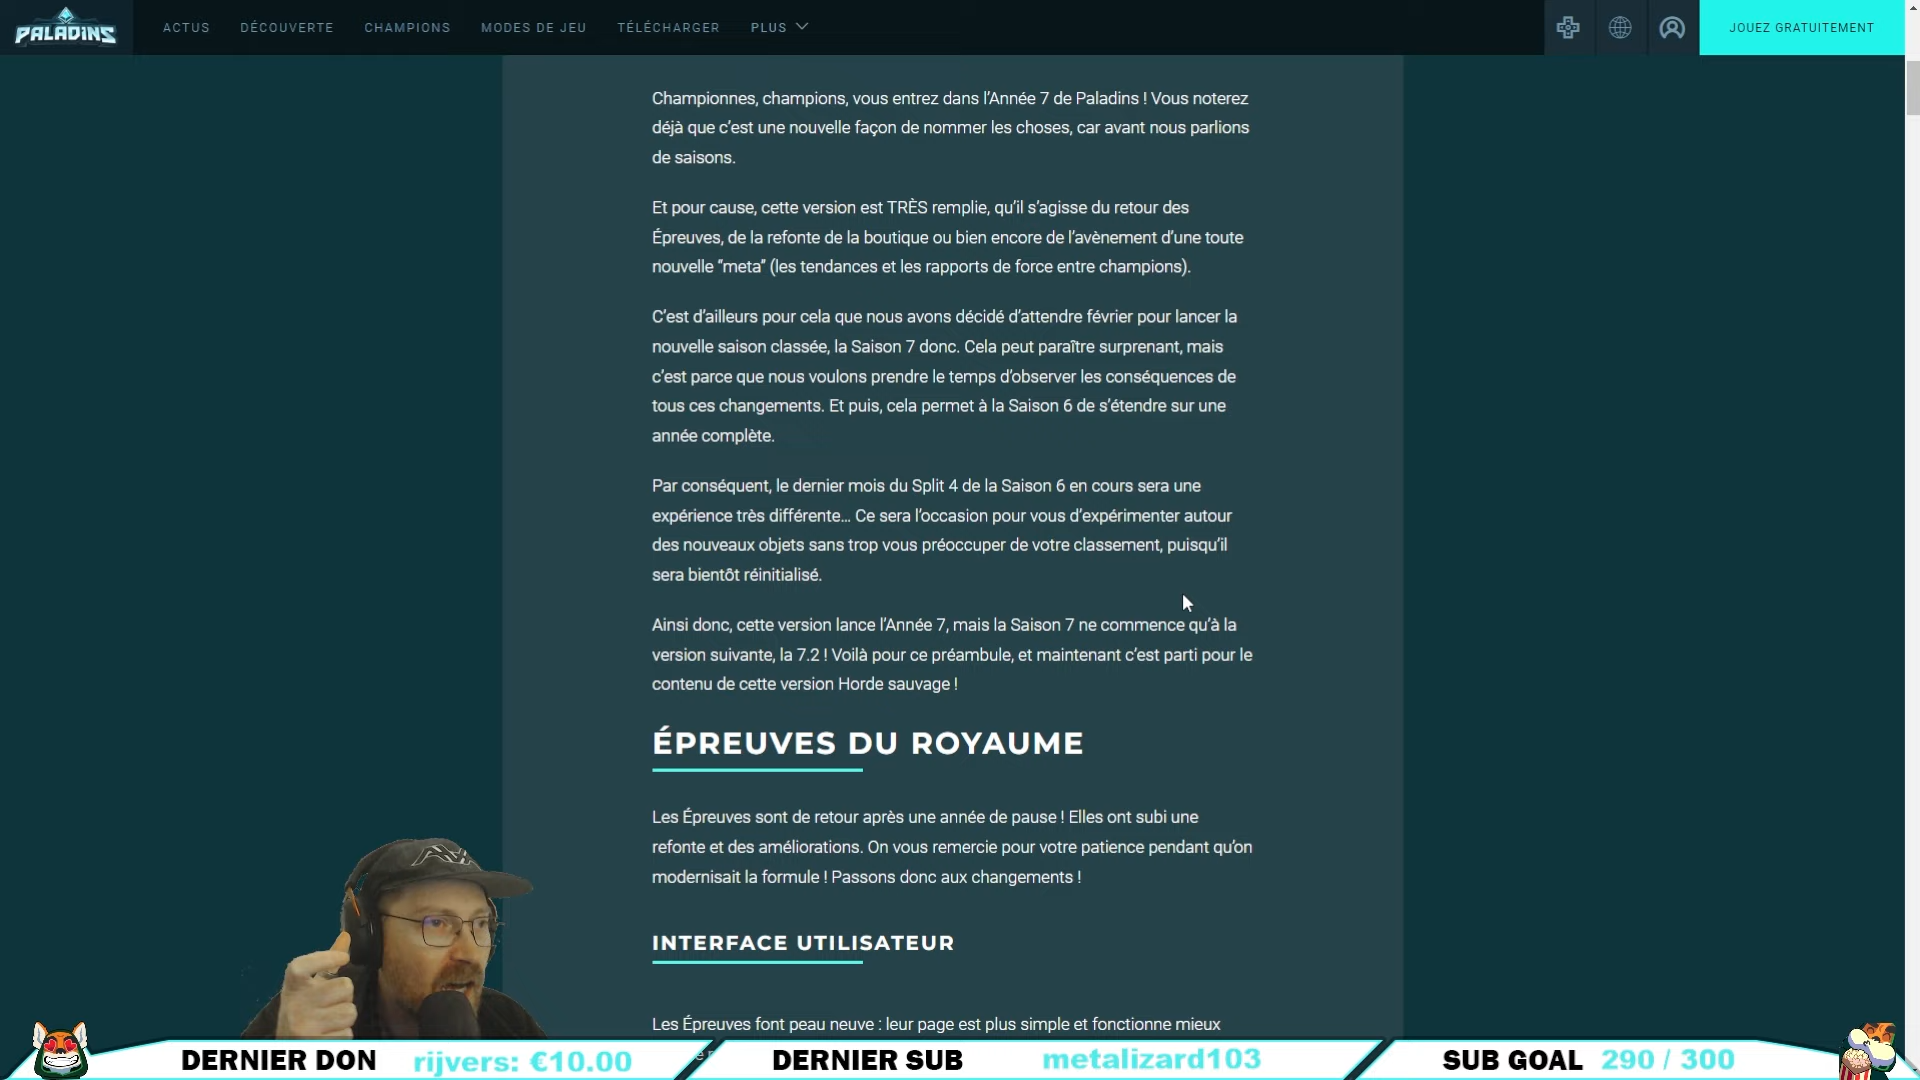 PALADINS
ACTUS
DÉCOUVERTE
CHAMPIONS
MODES DE JEU
TÉLÉCHARGER
PLUS
JOUEZ GRATUITEMENT
Championnes, champions, vous entrez dans l’Année 7 de Paladins ! Vous noterez
déjà que c’est une nouvelle façon de nommer les choses, car avant nous parlions
de saisons.
Et pour cause, cette version est TRÈS remplie, qu’il s’agisse du retour des
Épreuves, de la refonte de la boutique ou bien encore de l’avènement d’une toute
nouvelle “meta” (les tendances et les rapports de force entre champions).
C’est d’ailleurs pour cela que nous avons décidé d’attendre février pour lancer la
nouvelle saison classée, la Saison 7 donc. Cela peut paraître surprenant, mais
c’est parce que nous voulons prendre le temps d’observer les conséquences de
tous ces changements. Et puis, cela permet à la Saison 6 de s’étendre sur une
année complète.
Par conséquent, le dernier mois du Split 4 de la Saison 6 en cours sera une
expérience très différente… Ce sera l’occasion pour vous d’expérimenter autour
des nouveaux objets sans trop vous préoccuper de votre classement, puisqu’il
sera bientôt réinitialisé.
Ainsi donc, cette version lance l’Année 7, mais la Saison 7 ne commence qu’à la
version suivante, la 7.2 ! Voilà pour ce préambule, et maintenant c’est parti pour le
contenu de cette version Horde sauvage !
ÉPREUVES DU ROYAUME
Les Épreuves sont de retour après une année de pause ! Elles ont subi une
refonte et des améliorations. On vous remercie pour votre patience pendant qu’on
modernisait la formule ! Passons donc aux changements !
INTERFACE UTILISATEUR
Les Épreuves font peau neuve : leur page est plus simple et fonctionne mieux
DERNIER DON rijvers: €10.00
DERNIER SUB metalizard103
SUB GOAL 290 / 300